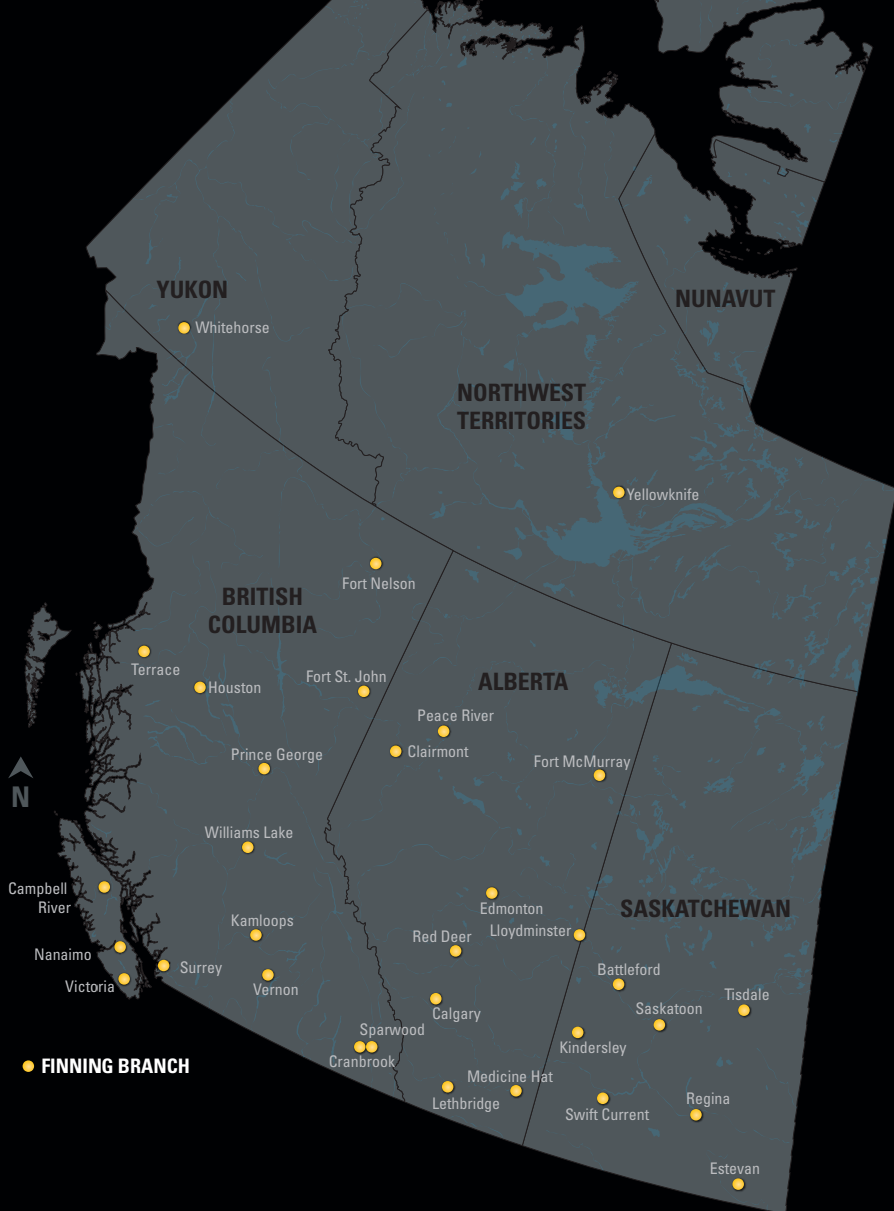 YUKON
Whitehorse
NUNAVUT
NORTHWEST
TERRITORIES
Yellowknife
Fort Nelson
BRITISH
COLUMBIA
Terrace
Houston
Fort St. John
ALBERTA
Peace River
Clairmont
Fort McMurray
Prince George
N
Williams Lake
Campbell
River
Edmonton
SASKATCHEWAN
Kamloops
Red Deer
Lloydminster
Nanaimo
Surrey
Victoria
Vernon
Battleford
Saskatoon
Tisdale
Calgary
Sparwood
Cranbrook
Kindersley
FINNING BRANCH
Medicine Hat
Lethbridge
Swift Current
Regina
Estevan